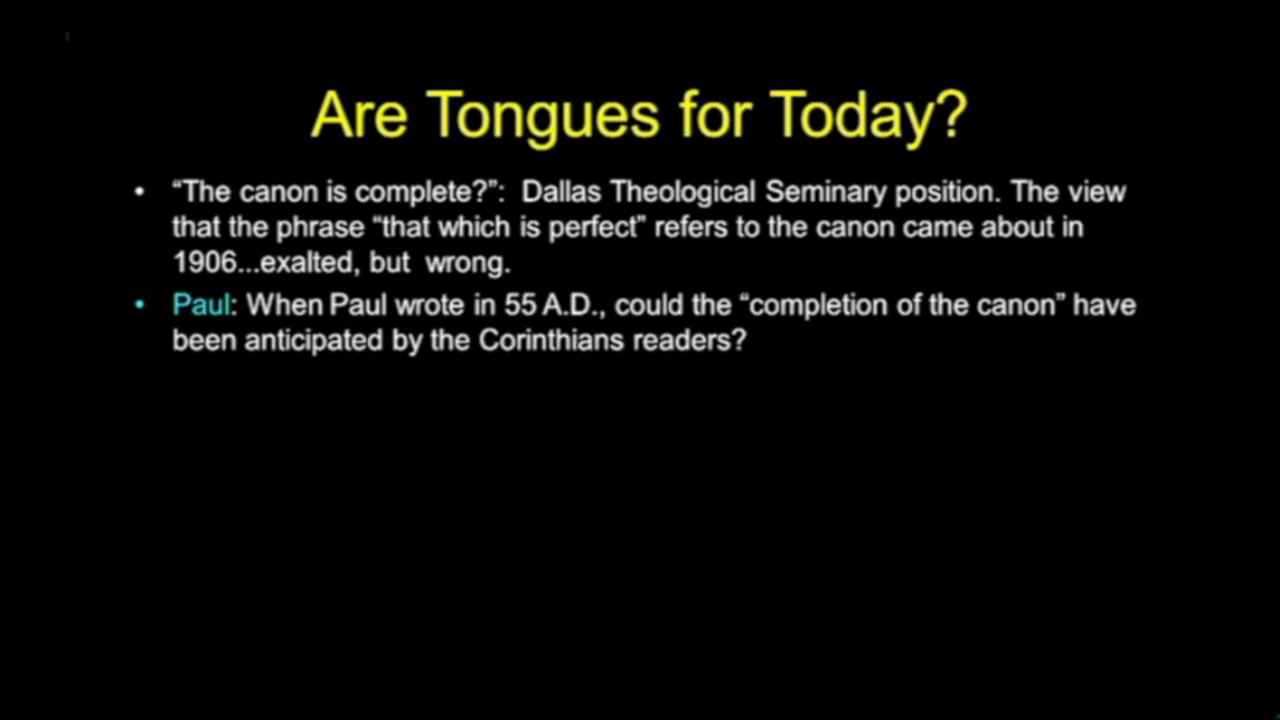 Are Tongues for Today?
• “The canon is complete?”: Dallas Theological Seminary position. The view
that the phrase “that which is perfect” refers to the canon came about in
1906...exalted, but wrong.
• Paul: When Paul wrote in 55 A.D., could the “completion of the canon” have
been anticipated by the Corinthians readers?